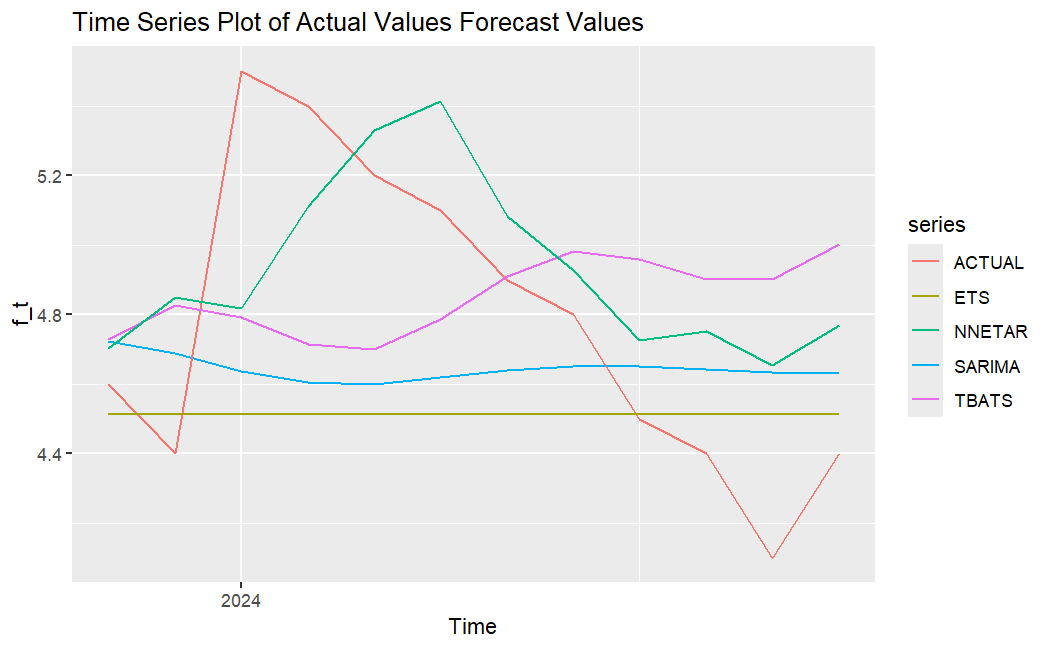 Time Series Plot of Actual Values Forecast Values
f_t
5.2
4.8
4.4
2024
Time
series
ACTUAL
ETS
NNETAR
SARIMA
TBATS